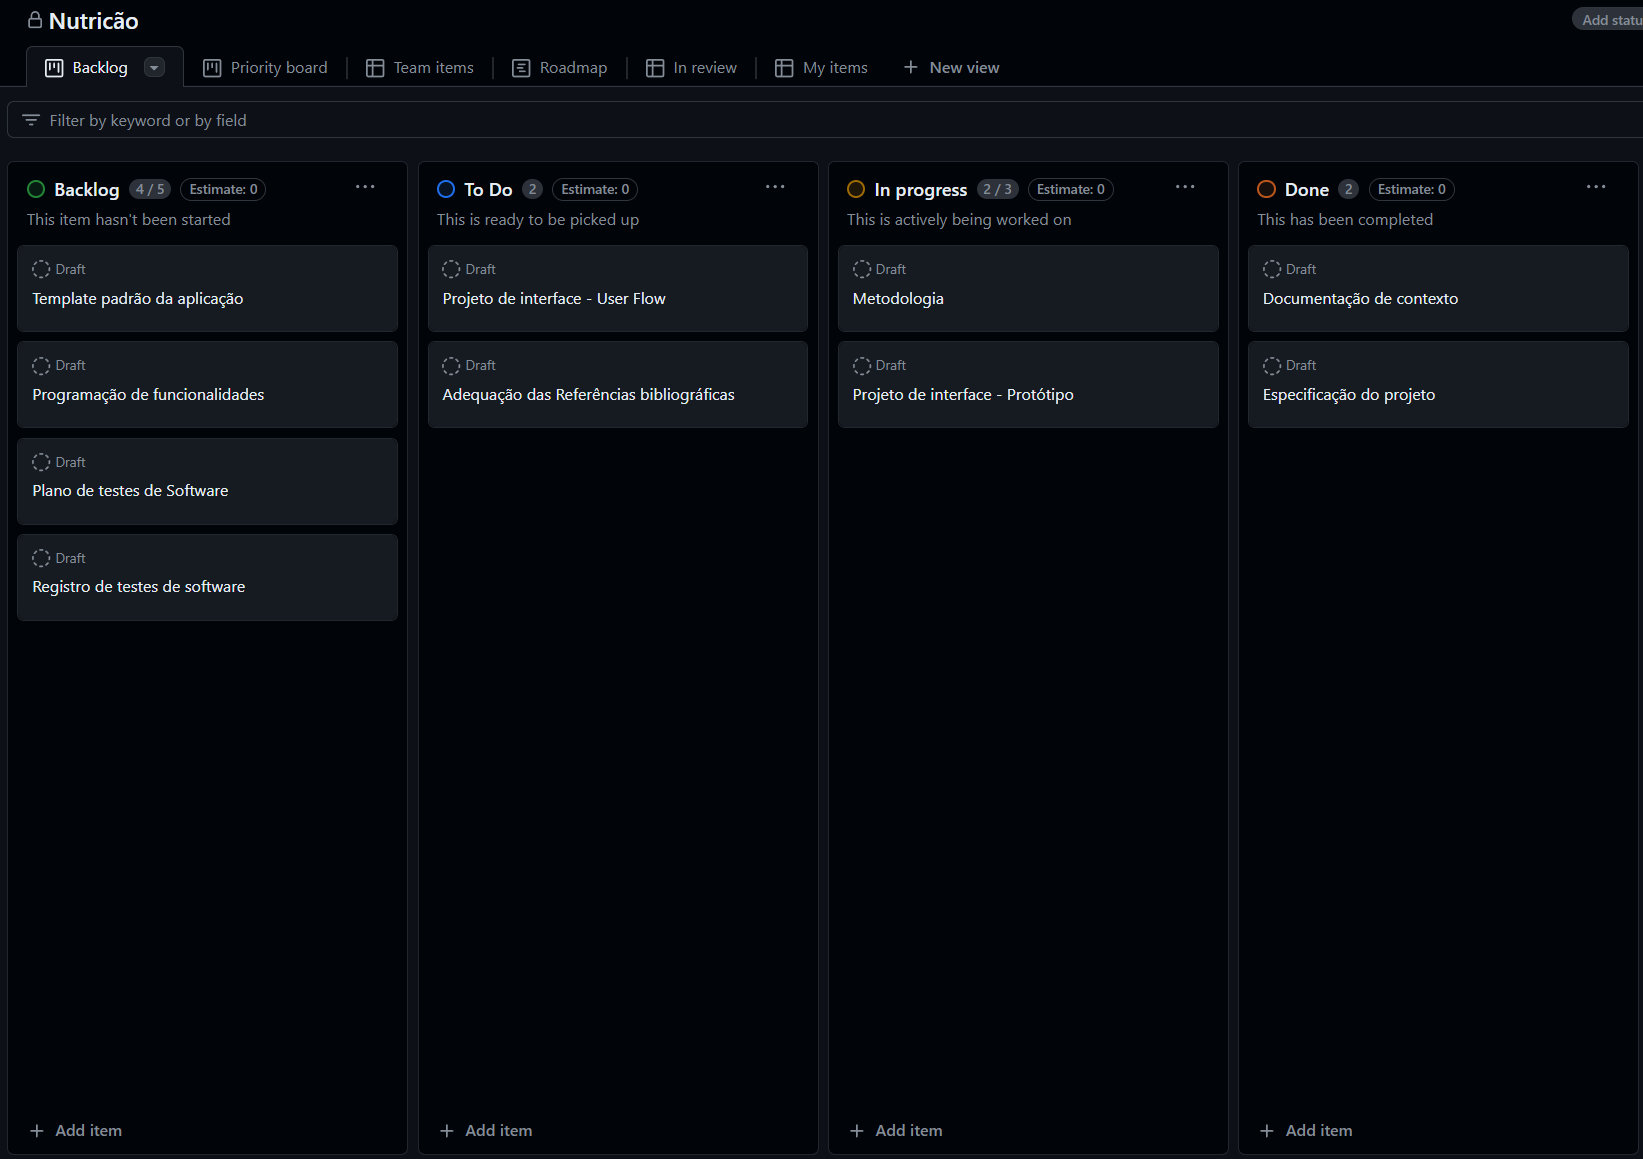 Nutricão
Add statu
Backlog
Priority board
Team items
Roadmap
In review
My items
New view
Filter by keyword or by field
Backlog 4 / 5 Estimate: 0
This item hasn't been started
Draft
Template padrão da aplicação
Draft
Programação de funcionalidades
Draft
Plano de testes de Software
Draft
Registro de testes de software
Add item
To Do 2 Estimate: 0
This is ready to be picked up
Draft
Projeto de interface - User Flow
Draft
Adequação das Referências bibliográficas
Add item
In progress 2 / 3 Estimate: 0
This is actively being worked on
Draft
Metodologia
Draft
Projeto de interface - Protótipo
Add item
Done 2 Estimate: 0
This has been completed
Draft
Documentação de contexto
Draft
Especificação do projeto
Add item